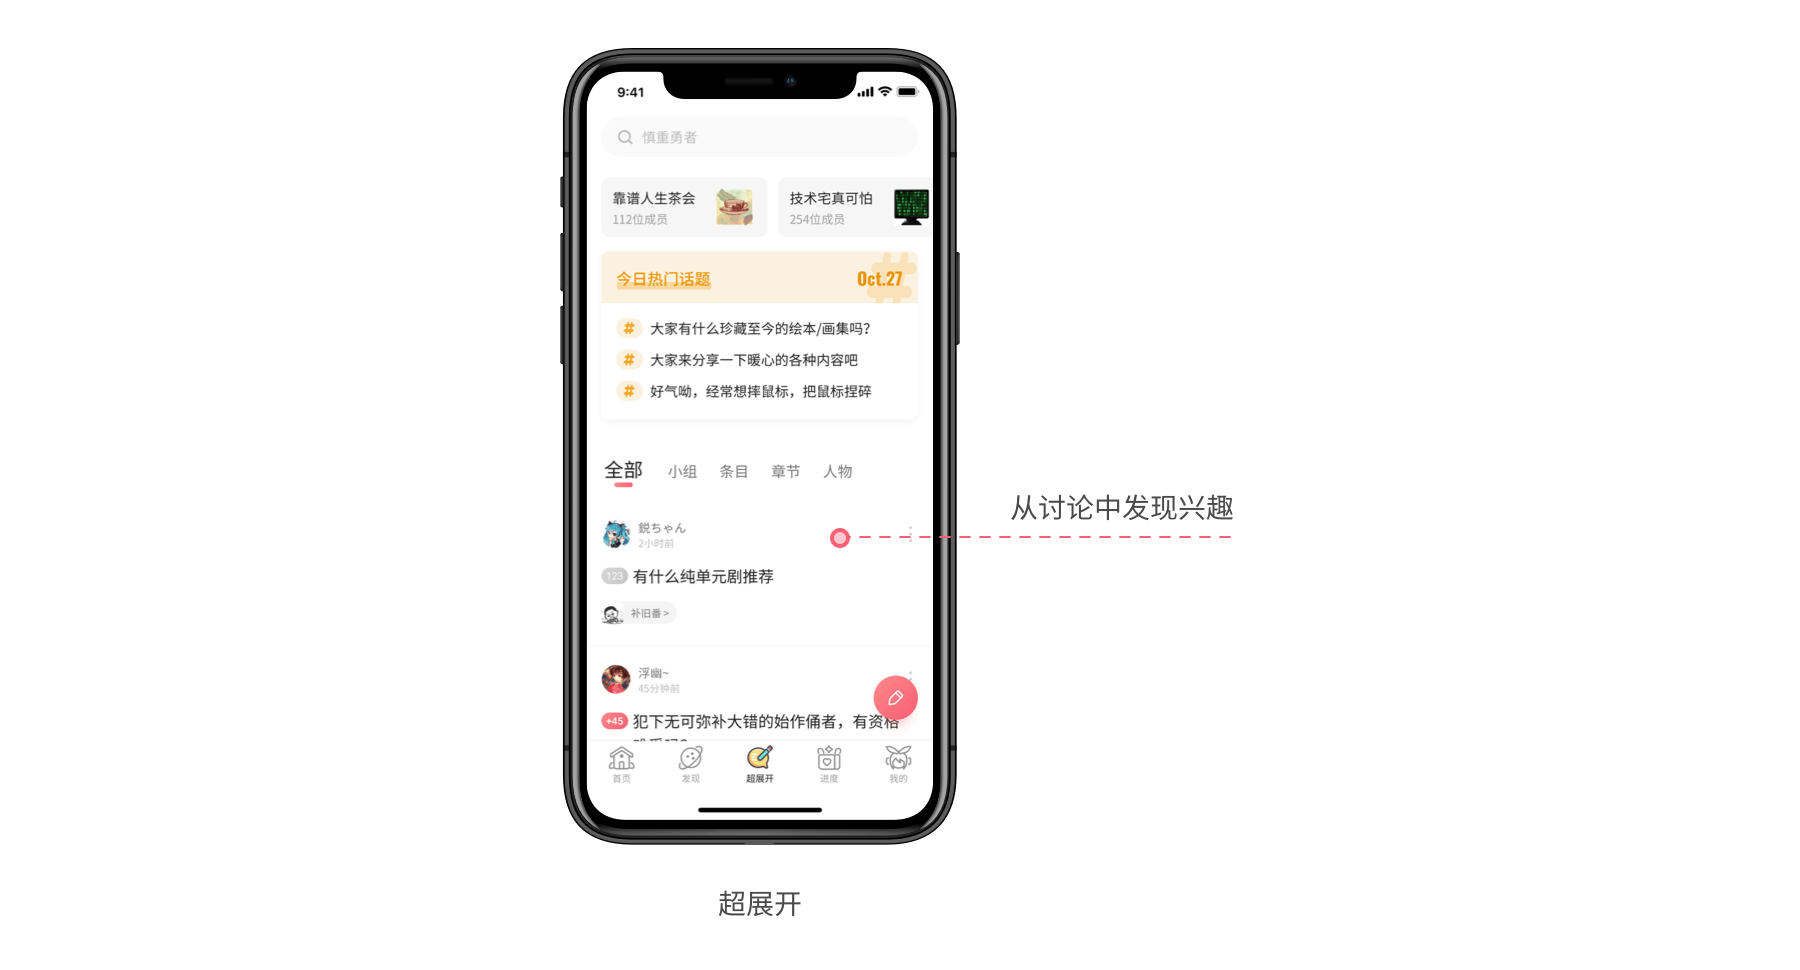 9:41
慎重勇者
靠谱人生茶会
112位成员
技术宅真可怕
254位成员
今日热门话题
Oct.27
# 大家有什么珍藏至今的绘本/画集吗？
# 大家来分享一下暖心的各种内容吧
# 好气呦，经常想摔鼠标，把鼠标捏碎
全部 小组 条目 章节 人物
鋭ちゃん
2小时前
123 有什么纯单元剧推荐
补旧番 >
从讨论中发现兴趣
浮幽~
45分钟前
+45 犯下无可弥补大错的始作俑者，有资格
首页 发现 超展开 进度 我的
超展开